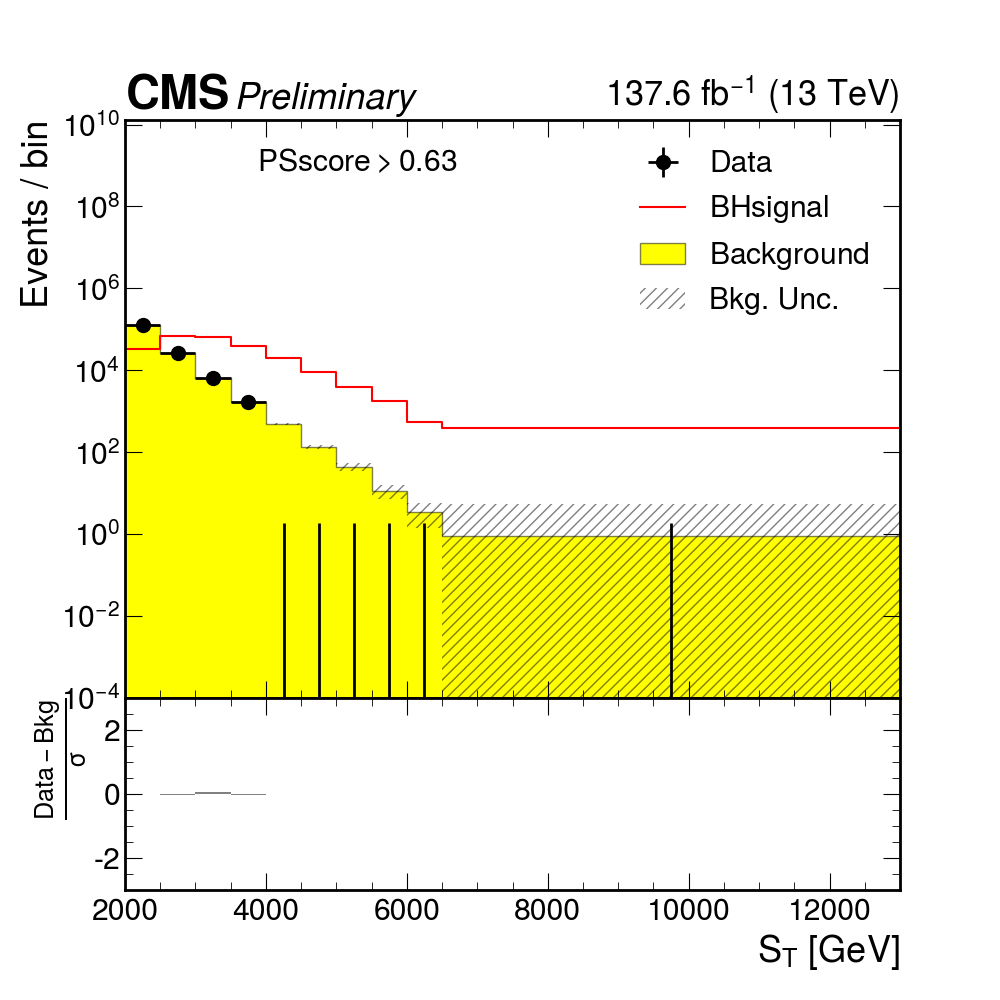 CMS Preliminary 137.6 fb⁻¹ (13 TeV)
Events / bin
10¹⁰
10⁸
10⁶
10⁴
10²
10⁰
10⁻²
10⁻⁴
PSscore > 0.63
Data
BHsignal
Background
Bkg. Unc.
Data − Bkg
σ
2
0
-2
2000 4000 6000 8000 10000 12000
S_T [GeV]